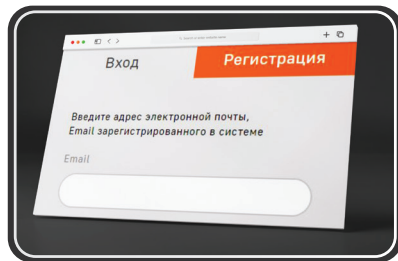 Вход
Регистрация
Введите адрес электронной почты,
Email зарегистрированного в системе
Email